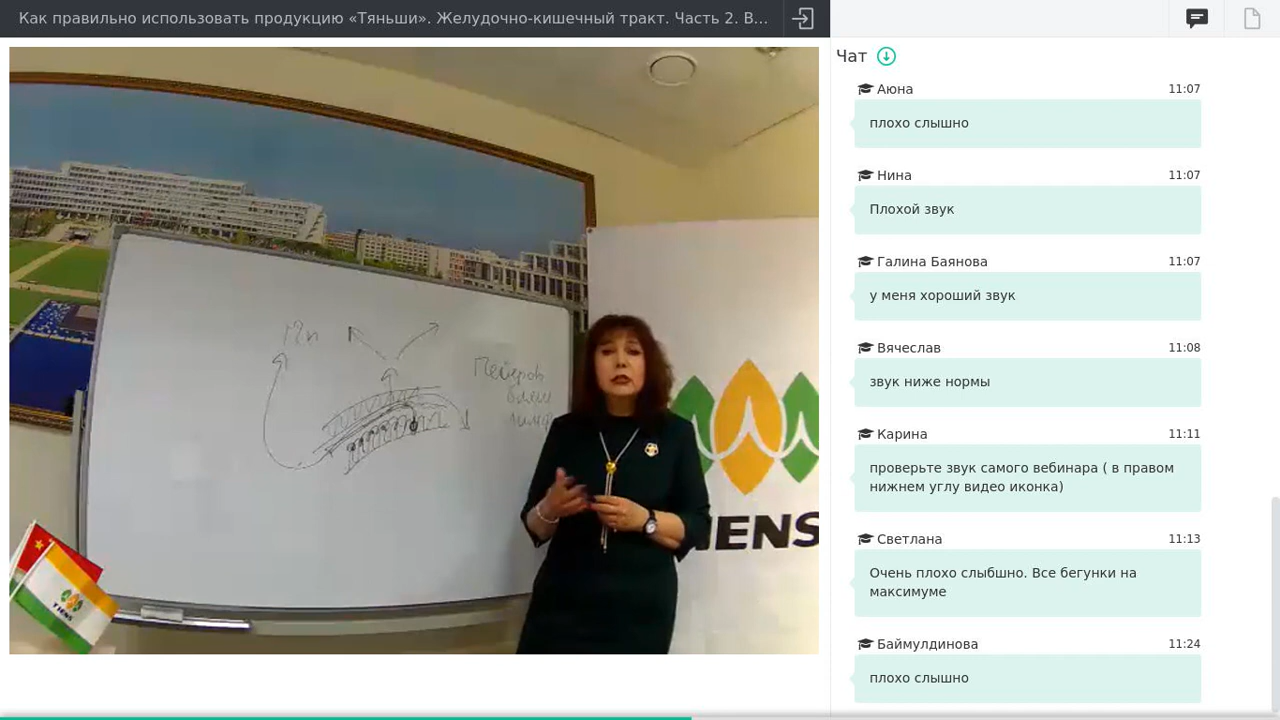 Как правильно использовать продукцию «Тяньши». Желудочно-кишечный тракт. Часть 2. В...
Чат
Аюна 11:07
плохо слышно
Нина 11:07
Плохой звук
Галина Баянова 11:07
у меня хороший звук
Вячеслав 11:08
звук ниже нормы
Карина 11:11
проверьте звук самого вебинара ( в правом
нижнем углу видео иконка)
Светлана 11:13
Очень плохо слыбшно. Все бегунки на
максимуме
Баймулдинова 11:24
плохо слышно
12п
Пейеров
TIENS